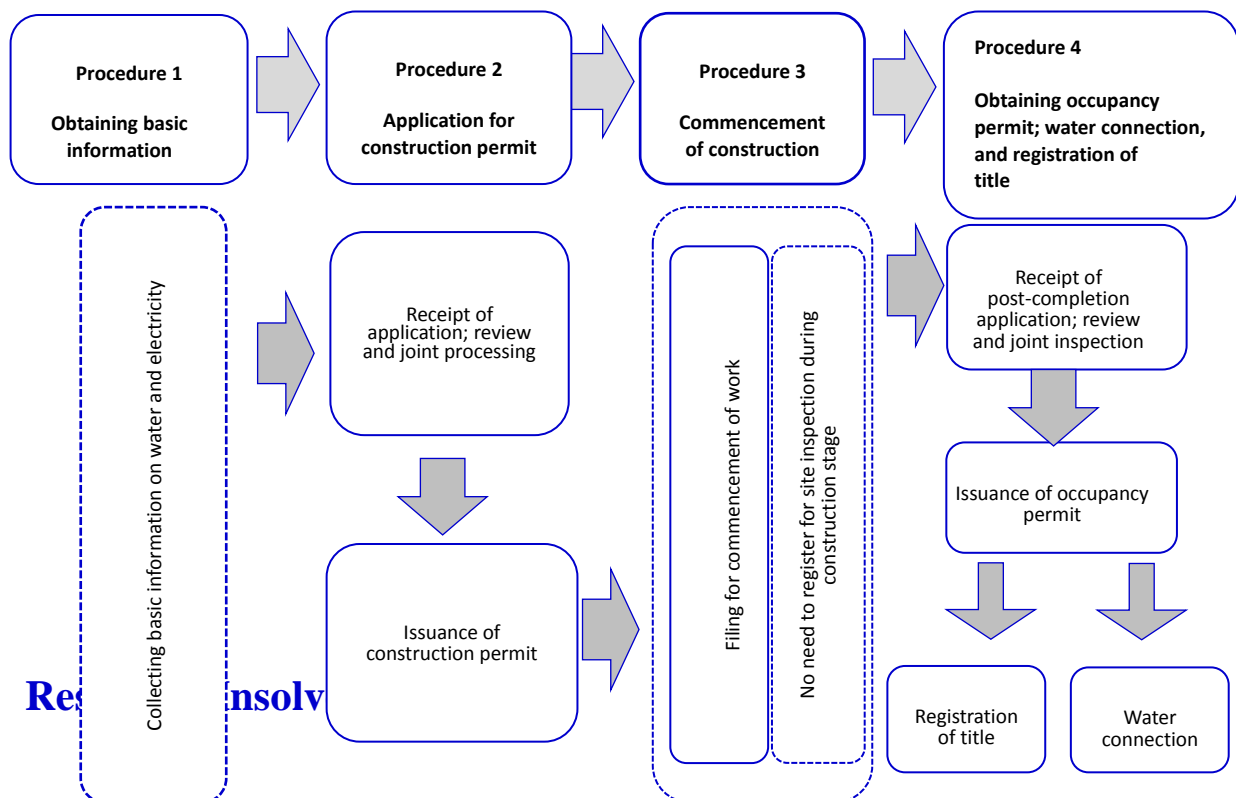 Procedure 1
Obtaining basic
information
Procedure 2
Application for
construction permit
Procedure 3
Commencement
of construction
Procedure 4
Obtaining occupancy
permit; water connection,
and registration of
title
Collecting basic information on water and electricity
Receipt of
application; review
and joint processing
Issuance of
construction permit
Filing for commencement of work
No need to register for site inspection during
construction stage
Receipt of
post-completion
application; review
and joint inspection
Issuance of occupancy
permit
Registration
of title
Water
connection